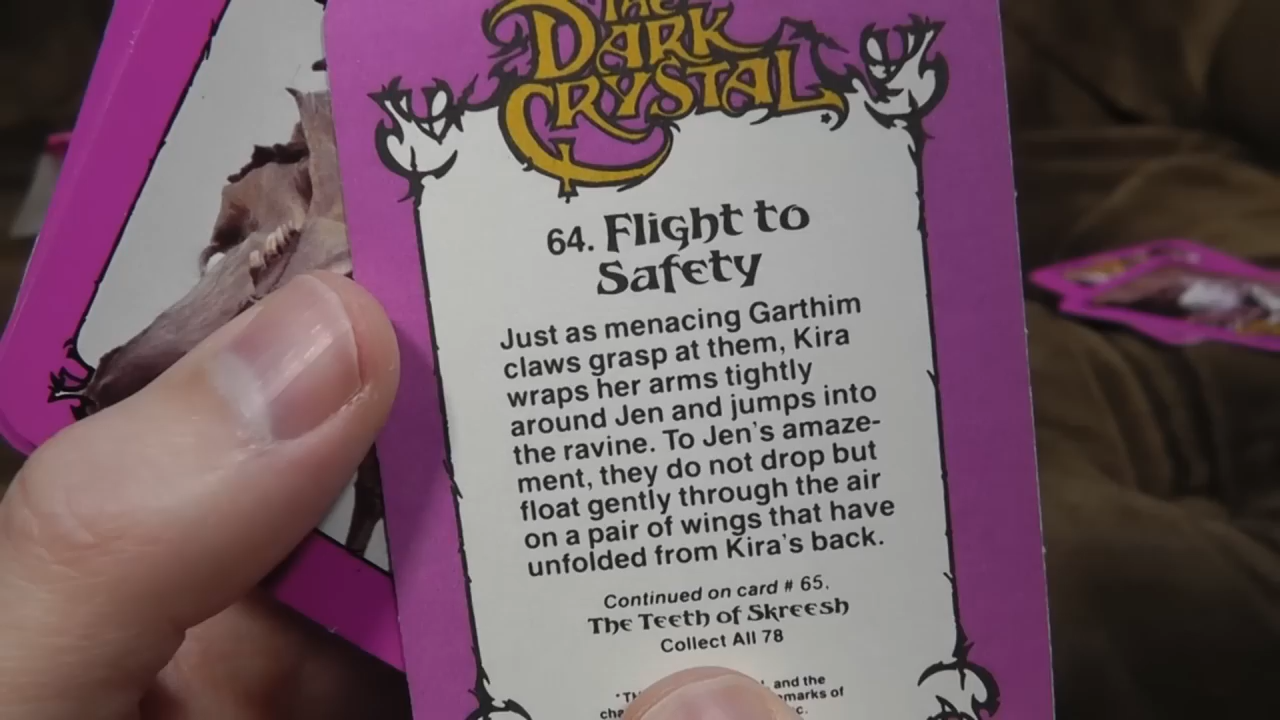 THE
DARK
CRYSTAL
64. Flight to
Safety
Just as menacing Garthim
claws grasp at them, Kira
wraps her arms tightly
around Jen and jumps into
the ravine. To Jen's amaze-
ment, they do not drop but
float gently through the air
on a pair of wings that have
unfolded from Kira's back.
Continued on card # 65.
The Teeth of Skreesh
Collect All 78
and the
of